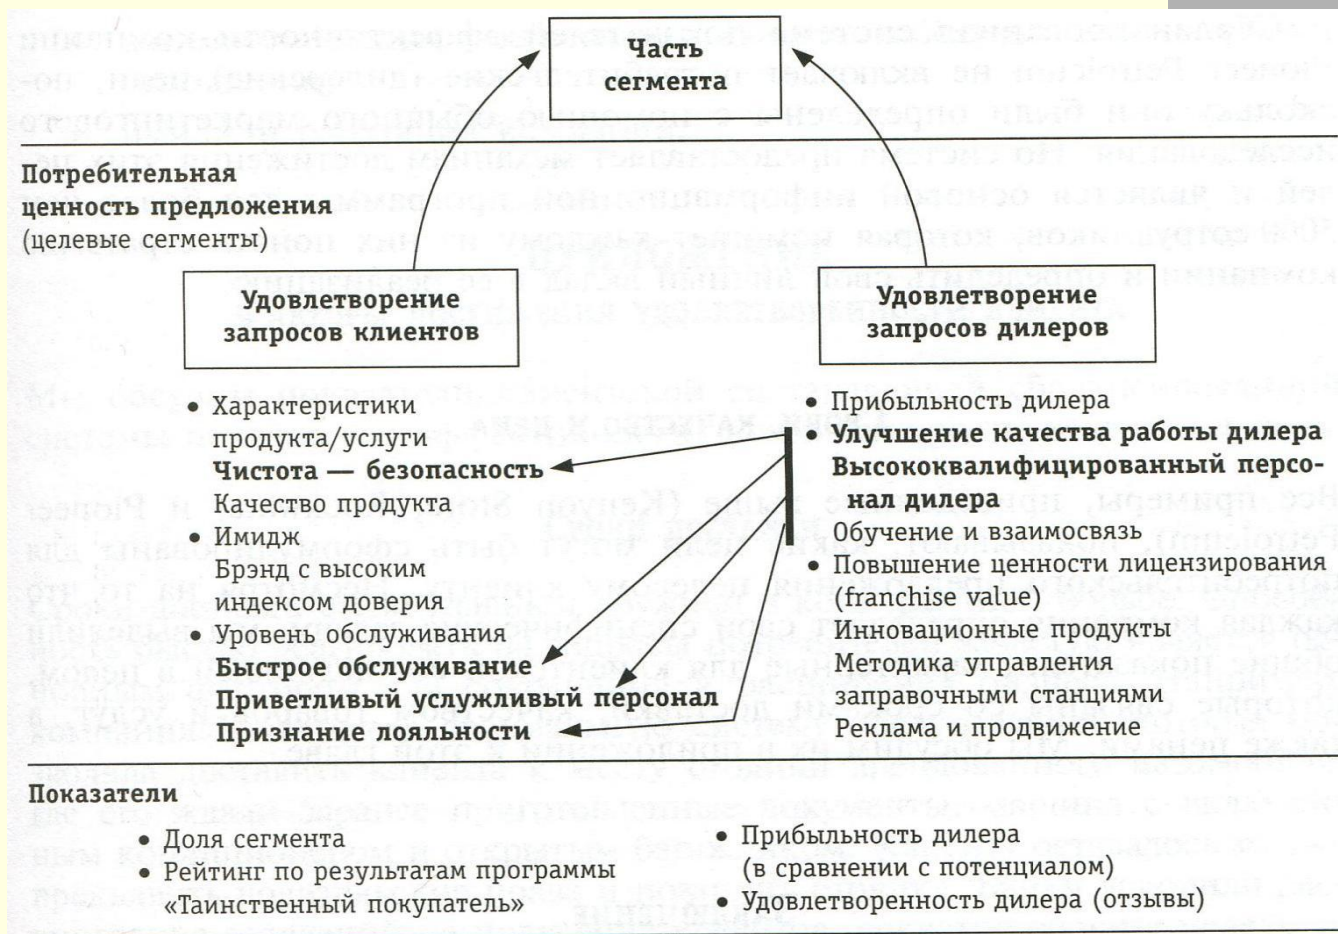 Часть
сегмента
Потребительная
ценность предложения
(целевые сегменты)
Удовлетворение
запросов клиентов
Удовлетворение
запросов дилеров
• Характеристики
продукта/услуги
Чистота — безопасность
Качество продукта
• Имидж
Брэнд с высоким
индексом доверия
• Уровень обслуживания
Быстрое обслуживание
Приветливый услужливый персонал
Признание лояльности
• Прибыльность дилера
• Улучшение качества работы дилера
Высококвалифицированный персо-
нал дилера
Обучение и взаимосвязь
• Повышение ценности лицензирования
(franchise value)
Инновационные продукты
Методика управления
заправочными станциями
Реклама и продвижение
Показатели
• Доля сегмента
• Рейтинг по результатам программы
«Таинственный покупатель»
• Прибыльность дилера
(в сравнении с потенциалом)
• Удовлетворенность дилера (отзывы)